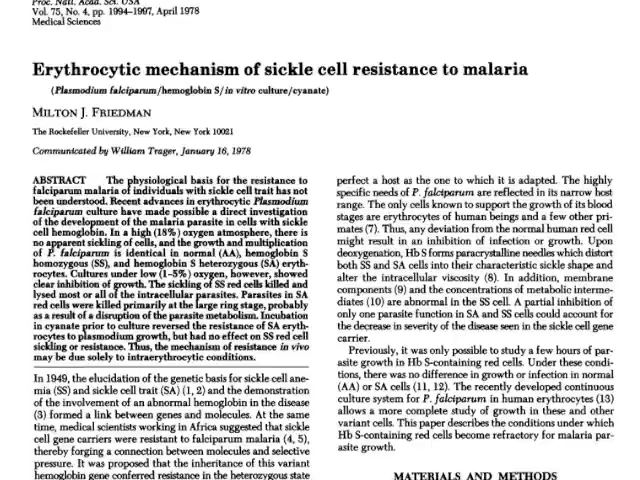 Proc. Natl. Acad. Sci. USA
Vol. 75, No. 4, pp. 1994-1997, April 1978
Medical Sciences
Erythrocytic mechanism of sickle cell resistance to malaria
(Plasmodium falciparum/hemoglobin S/in vitro culture/cyanate)
MILTON J. FRIEDMAN
The Rockefeller University, New York, New York 10021
Communicated by William Trager, January 16, 1978
ABSTRACT The physiological basis for the resistance to
falciparum malaria of individuals with sickle cell trait has not
been understood. Recent advances in erythrocytic Plasmodium
falciparum culture have made possible a direct investigation
of the development of the malaria parasite in cells with sickle
cell hemoglobin. In a high (18%) oxygen atmosphere, there is
no apparent sickling of cells, and the growth and multiplication
of P. falciparum is identical in normal (AA), hemoglobin S
homozygous (SS), and hemoglobin S heterozygous (SA) eryth-
rocytes. Cultures under low (1-5%) oxygen, however, showed
clear inhibition of growth. The sickling of SS red cells killed and
lysed most or all of the intracellular parasites. Parasites in SA
red cells were killed primarily at the large ring stage, probably
as a result of a disruption of the parasite metabolism. Incubation
in cyanate prior to culture reversed the resistance of SA eryth-
rocytes to plasmodium growth, but had no effect on SS red cell
sickling or resistance. Thus, the mechanism of resistance in vivo
may be due solely to intraerythrocytic conditions.
In 1949, the elucidation of the genetic basis for sickle cell ane-
mia (SS) and sickle cell trait (SA) (1, 2) and the demonstration
of the involvement of an abnormal hemoglobin in the disease
(3) formed a link between genes and molecules. At the same
time, medical scientists working in Africa suggested that sickle
cell gene carriers were resistant to falciparum malaria (4, 5),
thereby forging a connection between molecules and selective
pressure. It was proposed that the inheritance of this variant
hemoglobin gene conferred resistance in the heterozygous state
perfect a host as the one to which it is adapted. The highly
specific needs of P. falciparum are reflected in its narrow host
range. The only cells known to support the growth of its blood
stages are erythrocytes of human beings and a few other pri-
mates (7). Thus, any deviation from the normal human red cell
might result in an inhibition of infection or growth. Upon
deoxygenation, Hb S forms paracrystalline needles which distort
both SS and SA cells into their characteristic sickle shape and
alter the intracellular viscosity (8). In addition, membrane
components (9) and the concentrations of metabolic interme-
diates (10) are abnormal in the SS cell. A partial inhibition of
only one parasite function in SA and SS cells could account for
the decrease in severity of the disease seen in the sickle cell gene
carrier.
Previously, it was only possible to study a few hours of par-
asite growth in Hb S-containing red cells. Under these condi-
tions, there was no difference in growth or infection in normal
(AA) or SA cells (11, 12). The recently developed continuous
culture system for P. falciparum in human erythrocytes (13)
allows a more complete study of growth in these and other
variant cells. This paper describes the conditions under which
Hb S-containing red cells become refractory for malaria par-
asite growth.
MATERIALS AND METHODS